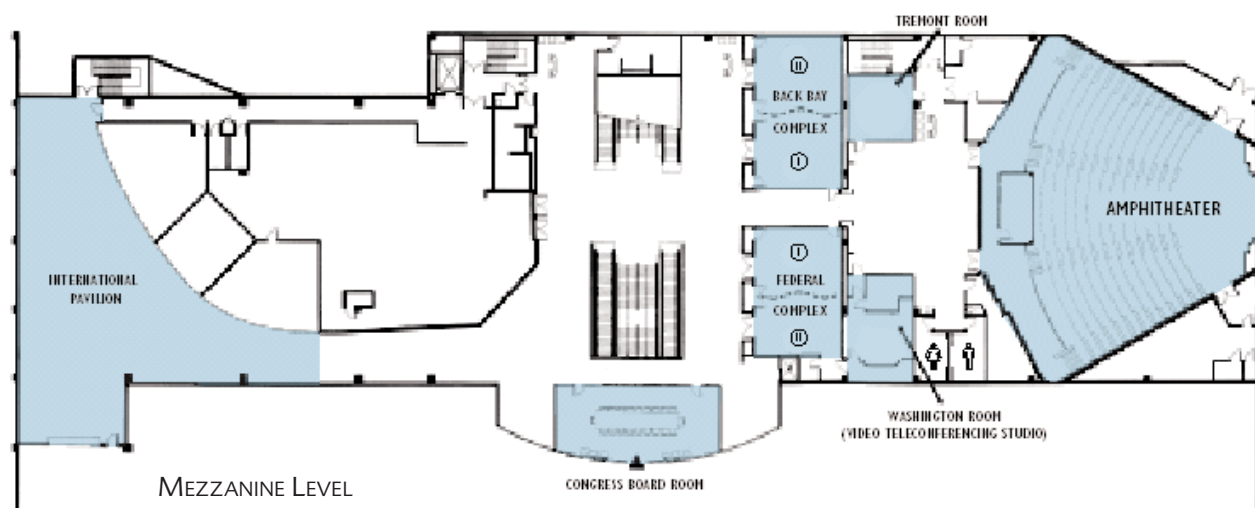 TREMONT ROOM
II
BACK BAY
COMPLEX
I
AMPHITHEATER
INTERNATIONAL
PAVILION
I
FEDERAL
COMPLEX
II
WASHINGTON ROOM
(VIDEO TELECONFERENCING STUDIO)
CONGRESS BOARD ROOM
MEZZANINE LEVEL